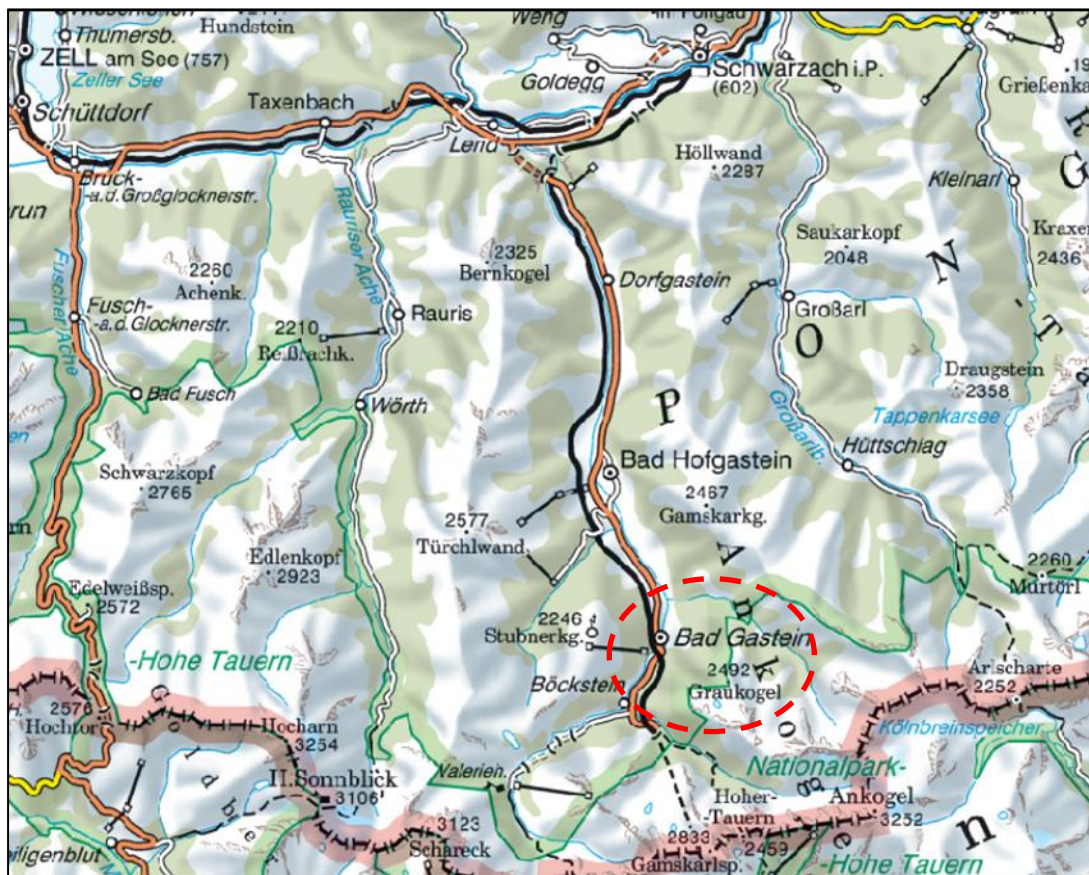 Hundstein
Weng
Thumersb.
ZELL am See (757)
Zeller See
Goldegg
Schwarzach i.P.
(602)
Grießenka
Schüttdorf
Taxenbach
Lend
Höllwand
2287
Kleinarl
Bruck-
-a.d.Großglocknerstr.
Rauriser Ache
Saukarkopf
2048
Kraxen
2436
2325
Bernkogel
Dorfgastein
Fuscher Ache
2260
Achenk.
Fusch-
-a.d.Glocknerstr.
Rauris
2210
Großarl
Draugstein
2358
Bad Fusch
Wörth
Tappenkarsee
Großarlb.
Hüttschlag
Schwarzkopf
2765
Bad Hofgastein
2467
Gamskarkg.
2577
Türchlwand
Edlenkopf
2923
2260
Murtörl
Edelweißsp.
2572
2246
Stubnerkg.
Bad Gastein
2492
Graukogel
-Hohe Tauern
Böckstein
Arlscharte
2252
2576
Hochtor
Hocharn
3254
Kölnbreinspeicher
H.Sonnblick
3106
Valerieh.
Nationalpark-
Hoher-
-Tauern
Ankogel
3252
3123
Schareck
2833
Gamskarlsp.
2459
-Hohe Tauern
eiligenblut